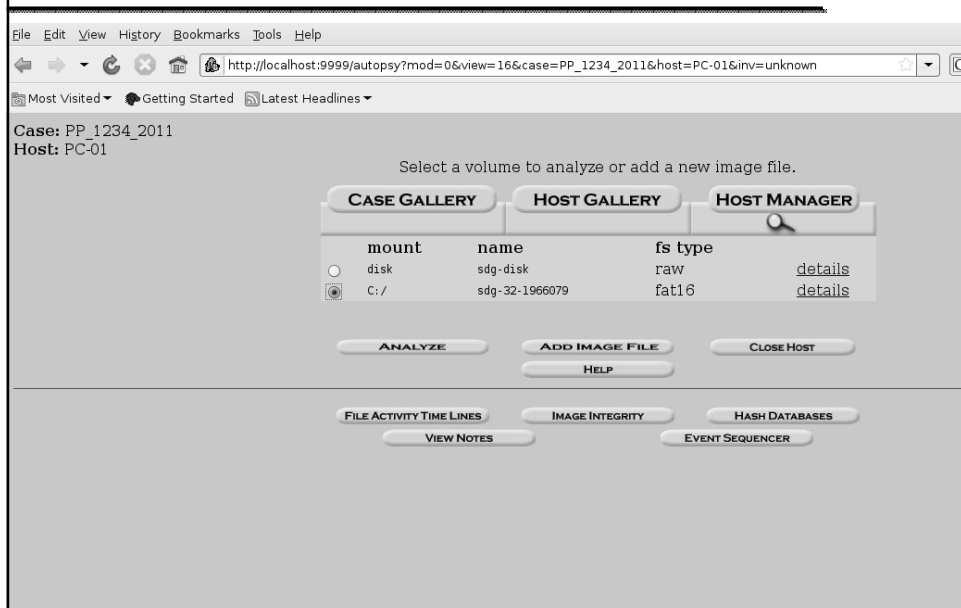 File Edit View History Bookmarks Tools Help
http://localhost:9999/autopsy?mod=0&view=16&case=PP_1234_2011&host=PC-01&inv=unknown
Most Visited Getting Started Latest Headlines
Case: PP_1234_2011
Host: PC-01
Select a volume to analyze or add a new image file.
CASE GALLERY HOST GALLERY HOST MANAGER
mount name fs type
disk sdg-disk raw details
C:/ sdg-32-1966079 fat16 details
ANALYZE ADD IMAGE FILE CLOSE HOST
HELP
FILE ACTIVITY TIME LINES IMAGE INTEGRITY HASH DATABASES
VIEW NOTES EVENT SEQUENCER